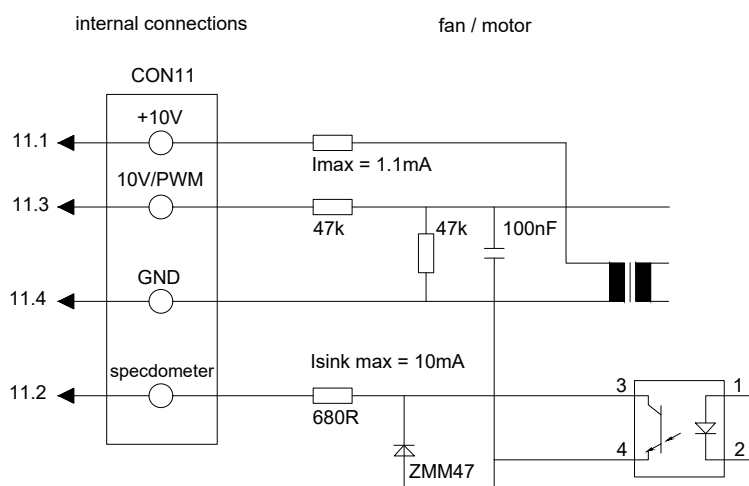 internal connections
fan / motor
CON11
+10V
11.1
Imax = 1.1mA
10V/PWM
11.3
47k
47k
100nF
GND
11.4
specdometer
Isink max = 10mA
11.2
680R
3
1
4
2
ZMM47